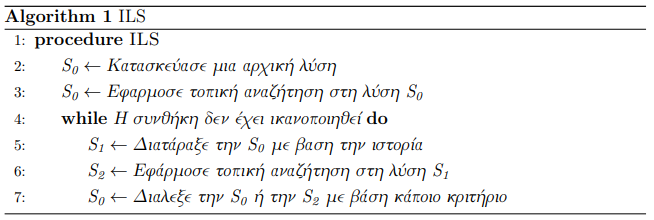 Algorithm 1 ILS
1: procedure ILS
2: S₀ ← Κατασκεύασε μια αρχική λύση
3: S₀ ← Εφαρμοσε τοπική αναζήτηση στη λύση S₀
4: while Η συνθήκη δεν έχει ικανοποιηθεί do
5: S₁ ← Διατάραξε την S₀ με βαση την ιστορία
6: S₂ ← Εφάρμοσε τοπική αναζήτηση στη λύση S₁
7: S₀ ← Διαλεξε την S₀ ή την S₂ με βάση κάποιο κριτήριο